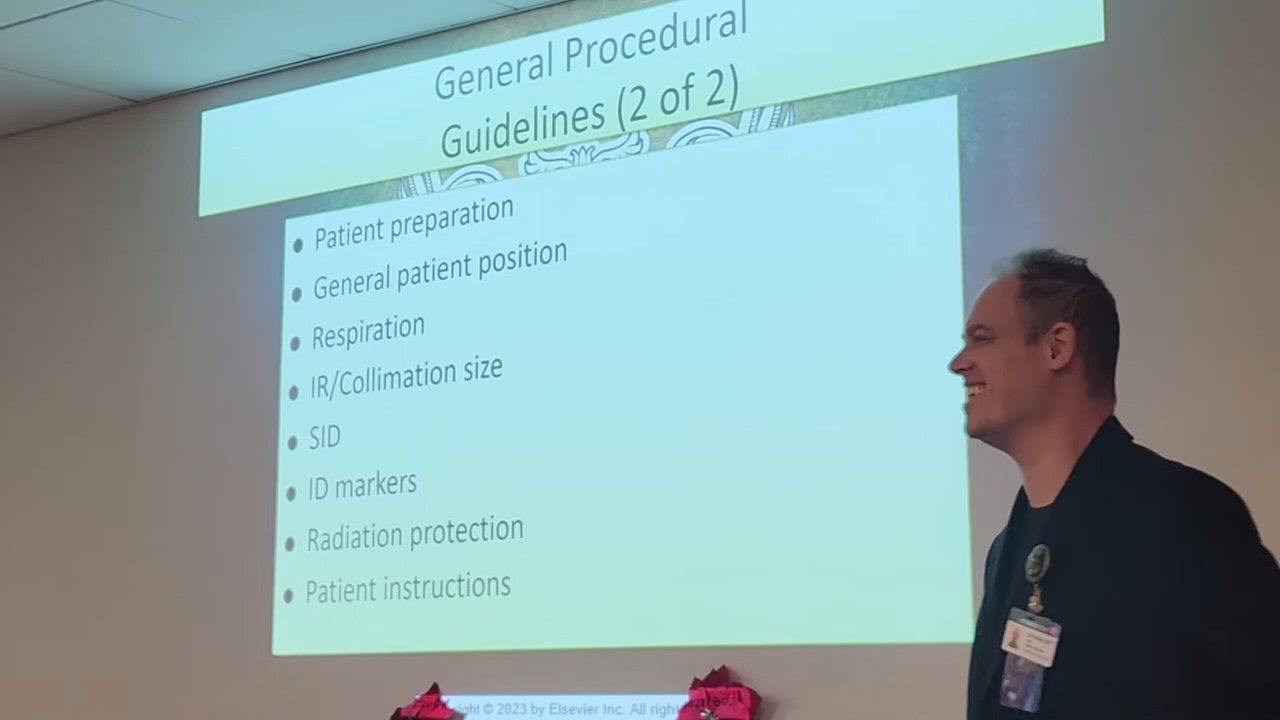 General Procedural
Guidelines (2 of 2)
Patient preparation
General patient position
Respiration
IR/Collimation size
SID
ID markers
Radiation protection
Patient instructions
© 2023 by Elsevier Inc. All